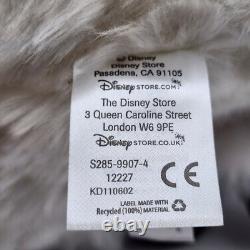 © Disney
Disney Store
Pasadena, CA 91105
DISNEY STORE.COM
The Disney Store
3 Queen Caroline Street
London W6 9PE
DISNEY STORE.CO.UK
S285-9907-4
12227
KD110602
CE
LABEL MADE WITH
Recycled (100%) MATERIAL